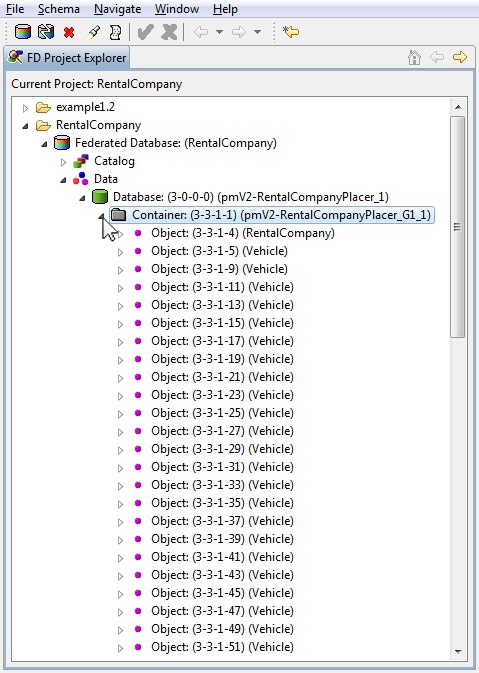 File Schema Navigate Window Help
FD Project Explorer
Current Project: RentalCompany
example1.2
RentalCompany
Federated Database: (RentalCompany)
Catalog
Data
Database: (3-0-0-0) (pmV2-RentalCompanyPlacer_1)
Container: (3-3-1-1) (pmV2-RentalCompanyPlacer_G1_1)
Object: (3-3-1-4) (RentalCompany)
Object: (3-3-1-5) (Vehicle)
Object: (3-3-1-9) (Vehicle)
Object: (3-3-1-11) (Vehicle)
Object: (3-3-1-13) (Vehicle)
Object: (3-3-1-15) (Vehicle)
Object: (3-3-1-17) (Vehicle)
Object: (3-3-1-19) (Vehicle)
Object: (3-3-1-21) (Vehicle)
Object: (3-3-1-23) (Vehicle)
Object: (3-3-1-25) (Vehicle)
Object: (3-3-1-27) (Vehicle)
Object: (3-3-1-29) (Vehicle)
Object: (3-3-1-31) (Vehicle)
Object: (3-3-1-33) (Vehicle)
Object: (3-3-1-35) (Vehicle)
Object: (3-3-1-37) (Vehicle)
Object: (3-3-1-39) (Vehicle)
Object: (3-3-1-41) (Vehicle)
Object: (3-3-1-43) (Vehicle)
Object: (3-3-1-45) (Vehicle)
Object: (3-3-1-47) (Vehicle)
Object: (3-3-1-49) (Vehicle)
Object: (3-3-1-51) (Vehicle)